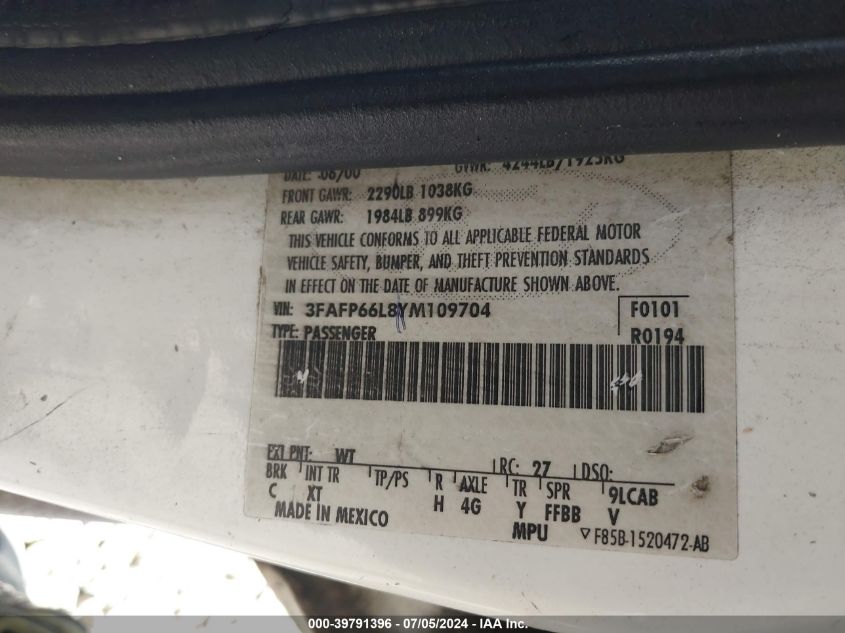 DATE: .06/00 GVWR: 4244LB/1925KG
FRONT GAWR: 2290LB 1038KG
REAR GAWR: 1984LB 899KG
THIS VEHICLE CONFORMS TO ALL APPLICABLE FEDERAL MOTOR
VEHICLE SAFETY, BUMPER, AND THEFT PREVENTION STANDARDS
IN EFFECT ON THE DATE OF MANUFACTURE SHOWN ABOVE.
VIN: 3FAFP66L8YM109704 F0101
TYPE: PASSENGER R0194
EXT PNT: WT RC: 27 DSO:
BRK INT TR TP/PS R AXLE TR SPR 9LCAB
C XT H 4G Y FFBB V
MADE IN MEXICO MPU ▽F85B-1520472-AB
000-39791396 - 07/05/2024 - IAA Inc.